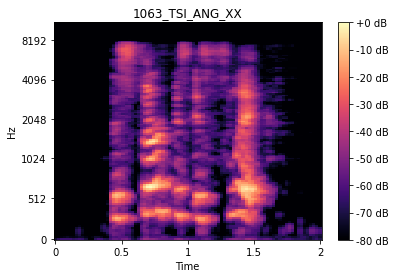 1063_TSI_ANG_XX
+0 dB
8192
-10 dB
4096
-20 dB
-30 dB
2048
-40 dB
Hz
1024
-50 dB
512
-60 dB
-70 dB
0
-80 dB
0 0.5 1 1.5 2
Time